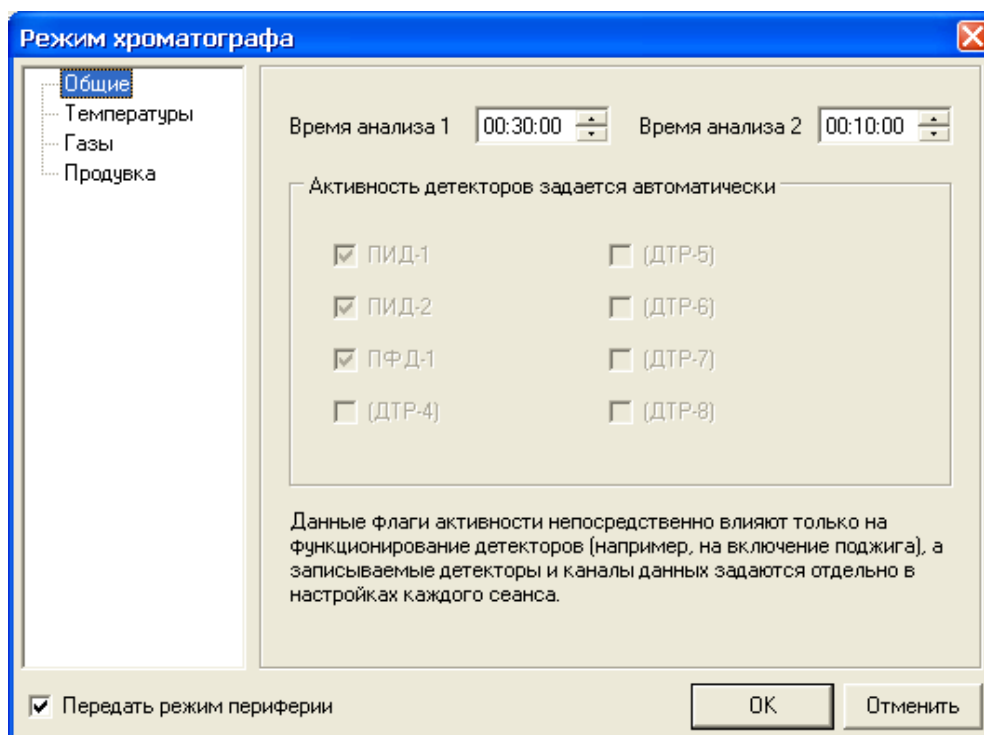 Режим хроматографа
Общие
Температуры
Газы
Продувка
Время анализа 1 00:30:00 Время анализа 2 00:10:00
Активность детекторов задается автоматически
ПИД-1 (ДТР-5)
ПИД-2 (ДТР-6)
ПФД-1 (ДТР-7)
(ДТР-4) (ДТР-8)
Данные флаги активности непосредственно влияют только на
функционирование детекторов (например, на включение поджига), а
записываемые детекторы и каналы данных задаются отдельно в
настройках каждого сеанса.
Передать режим периферии OK Отменить